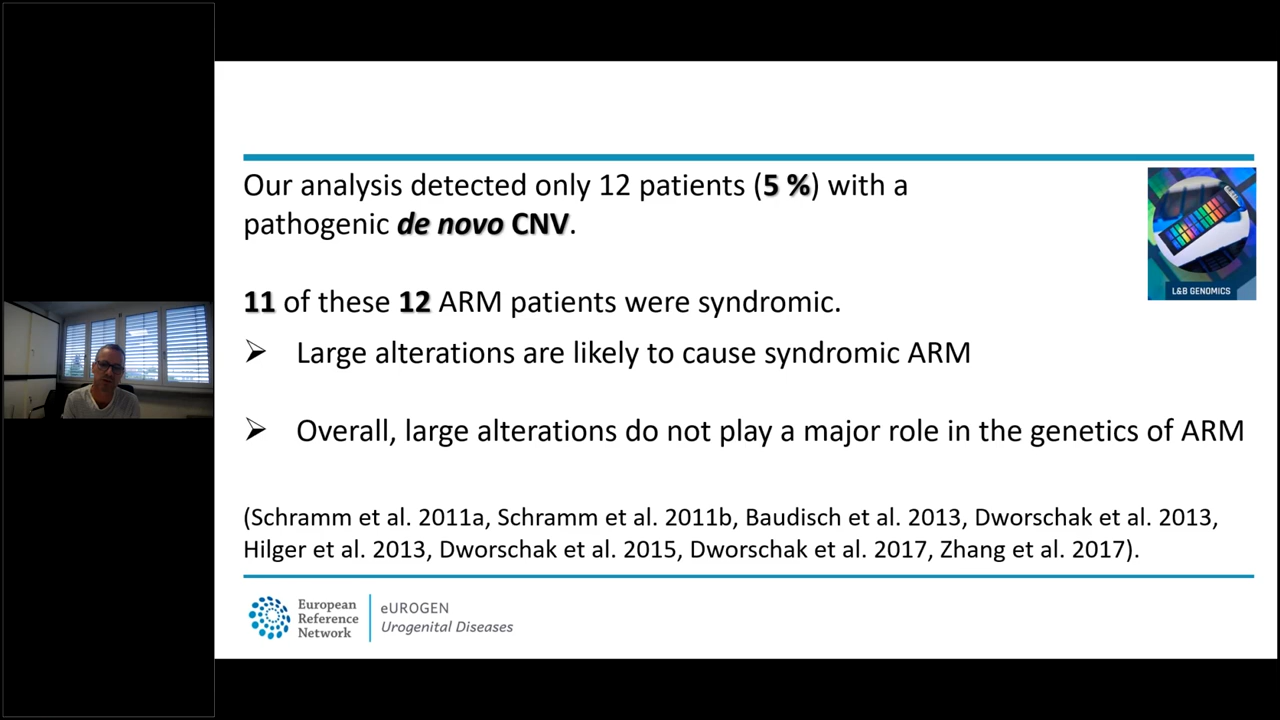 Our analysis detected only 12 patients (5 %) with a
pathogenic de novo CNV.
11 of these 12 ARM patients were syndromic.
➢ Large alterations are likely to cause syndromic ARM
➢ Overall, large alterations do not play a major role in the genetics of ARM
(Schramm et al. 2011a, Schramm et al. 2011b, Baudisch et al. 2013, Dworschak et al. 2013,
Hilger et al. 2013, Dworschak et al. 2015, Dworschak et al. 2017, Zhang et al. 2017).
L&B GENOMICS
European
Reference
Network
eUROGEN
Urogenital Diseases